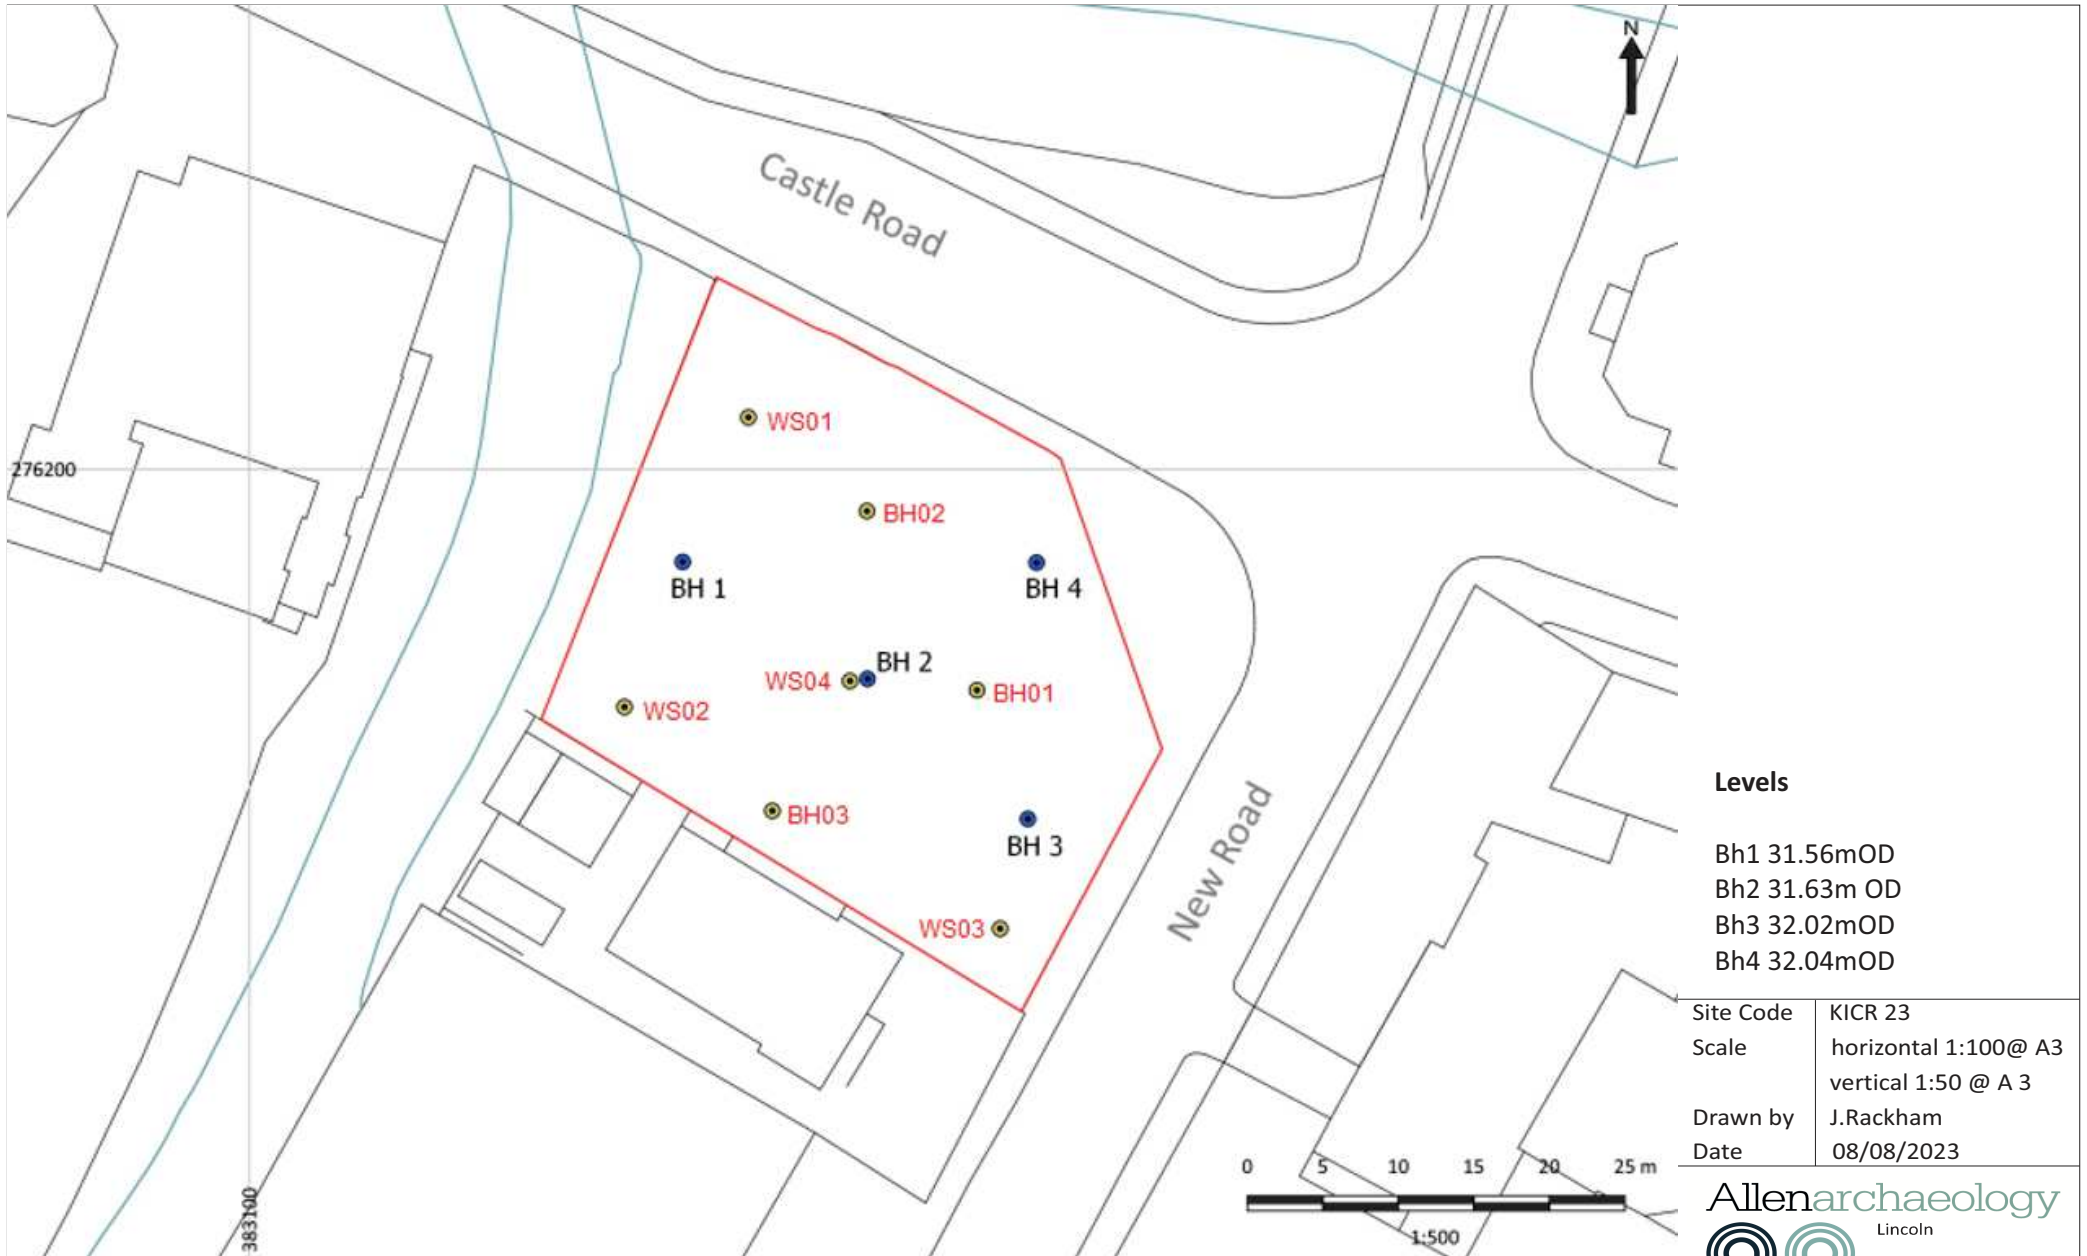 N
Castle Road
WS01
276200
BH02
BH 1
BH 4
BH 2
WS04
BH01
WS02
BH03
BH 3
New Road
WS03
Levels
Bh1 31.56mOD
Bh2 31.63m OD
Bh3 32.02mOD
Bh4 32.04mOD
Site Code KICR 23
Scale horizontal 1:100@ A3
vertical 1:50 @ A 3
Drawn by J.Rackham
Date 08/08/2023
0 5 10 15 20 25 m
1:500
383100
Allenarchaeology
Lincoln